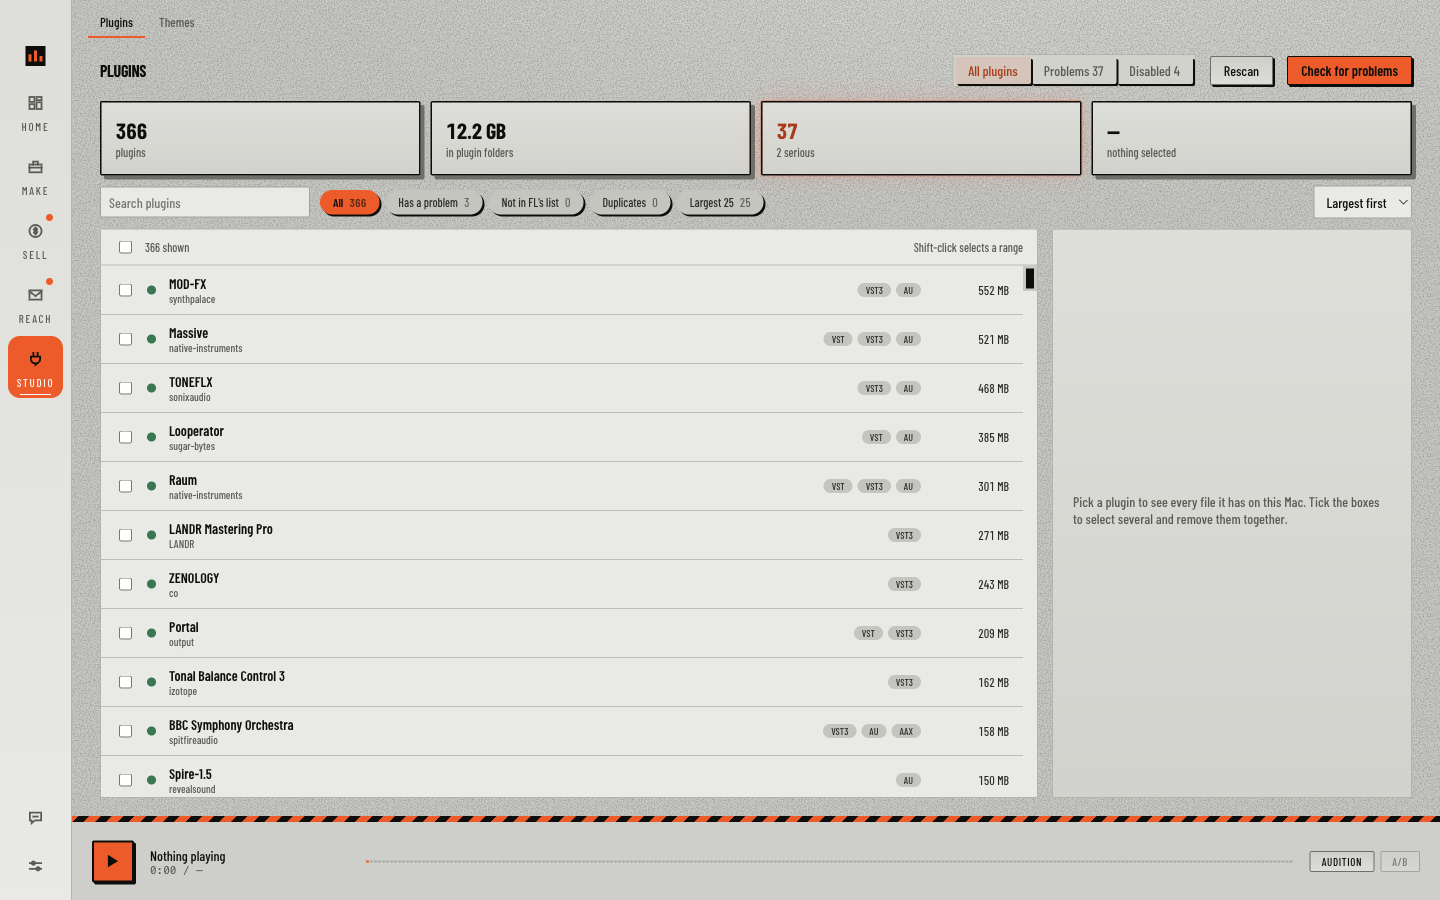 Plugins Themes
PLUGINS
All plugins Problems 37 Disabled 4 Rescan Check for problems
HOME
MAKE
SELL
REACH
STUDIO
366
plugins
12.2 GB
in plugin folders
37
2 serious
—
nothing selected
Search plugins
All 366 Has a problem 3 Not in FL's list 0 Duplicates 0 Largest 25 25
Largest first
366 shown Shift-click selects a range
MOD-FX
synthpalace
VST3 AU 552 MB
Massive
native-instruments
VST VST3 AU 521 MB
TONEFLX
sonixaudio
VST3 AU 468 MB
Looperator
sugar-bytes
VST AU 385 MB
Raum
native-instruments
VST VST3 AU 301 MB
LANDR Mastering Pro
LANDR
VST3 271 MB
ZENOLOGY
co
VST3 243 MB
Portal
output
VST VST3 209 MB
Tonal Balance Control 3
izotope
VST3 162 MB
BBC Symphony Orchestra
spitfireaudio
VST3 AU AAX 158 MB
Spire-1.5
revealsound
AU 150 MB
Pick a plugin to see every file it has on this Mac. Tick the boxes
to select several and remove them together.
Nothing playing
0:00 / —
AUDITION A/B